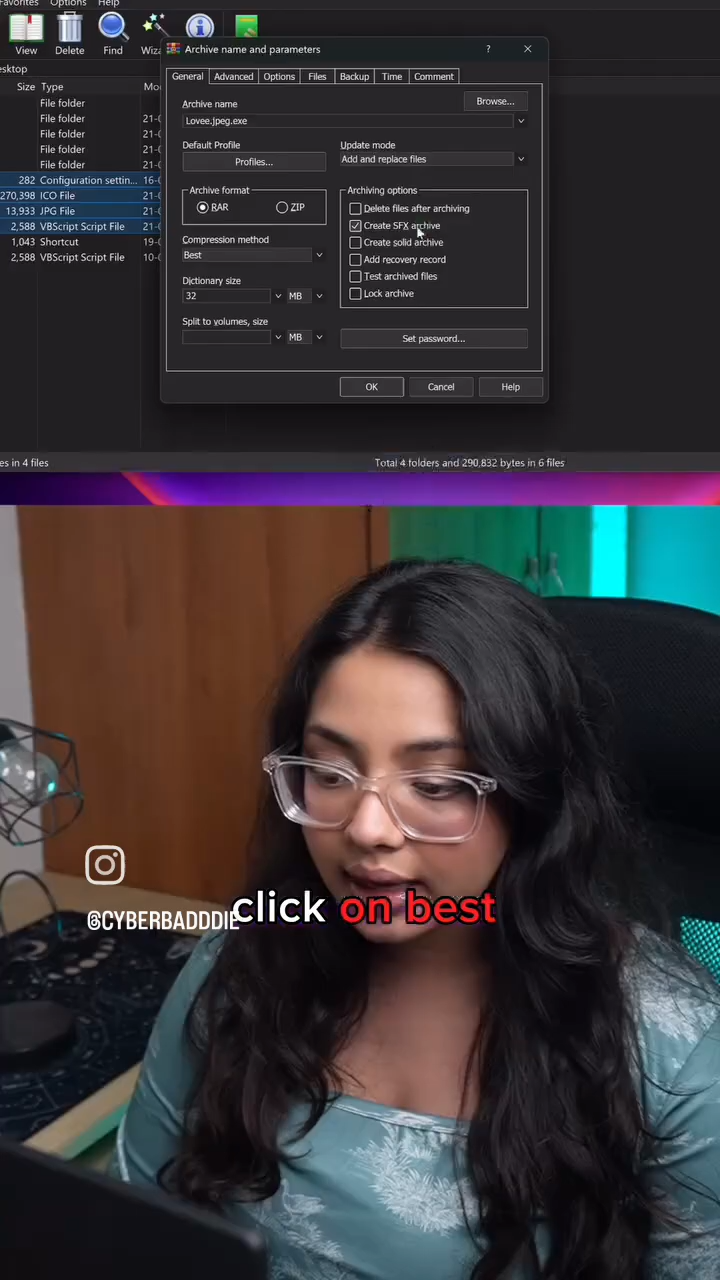 Favorites Options Help
View Delete Find
Archive name and parameters ?
esktop
Size Type
General Advanced Options Files Backup Time Comment
File folder
File folder 21-0
File folder 21-0
File folder 21-0
File folder 21-0
282 Configuration settin... 16-0
270,398 ICO File 21-0
13,933 JPG File 21-0
2,588 VBScript Script File 21-0
1,043 Shortcut 19-0
2,588 VBScript Script File 10-0
Archive name Browse...
Lovee.jpeg.exe
Default Profile Update mode
Profiles... Add and replace files
Archive format Archiving options
RAR ZIP Delete files after archiving
Create SFX archive
Compression method Create solid archive
Best Add recovery record
Dictionary size Test archived files
32 MB Lock archive
Split to volumes, size
MB Set password...
OK Cancel Help
es in 4 files Total 4 folders and 290,832 bytes in 6 files
click on best
@CYBERBADDDIE